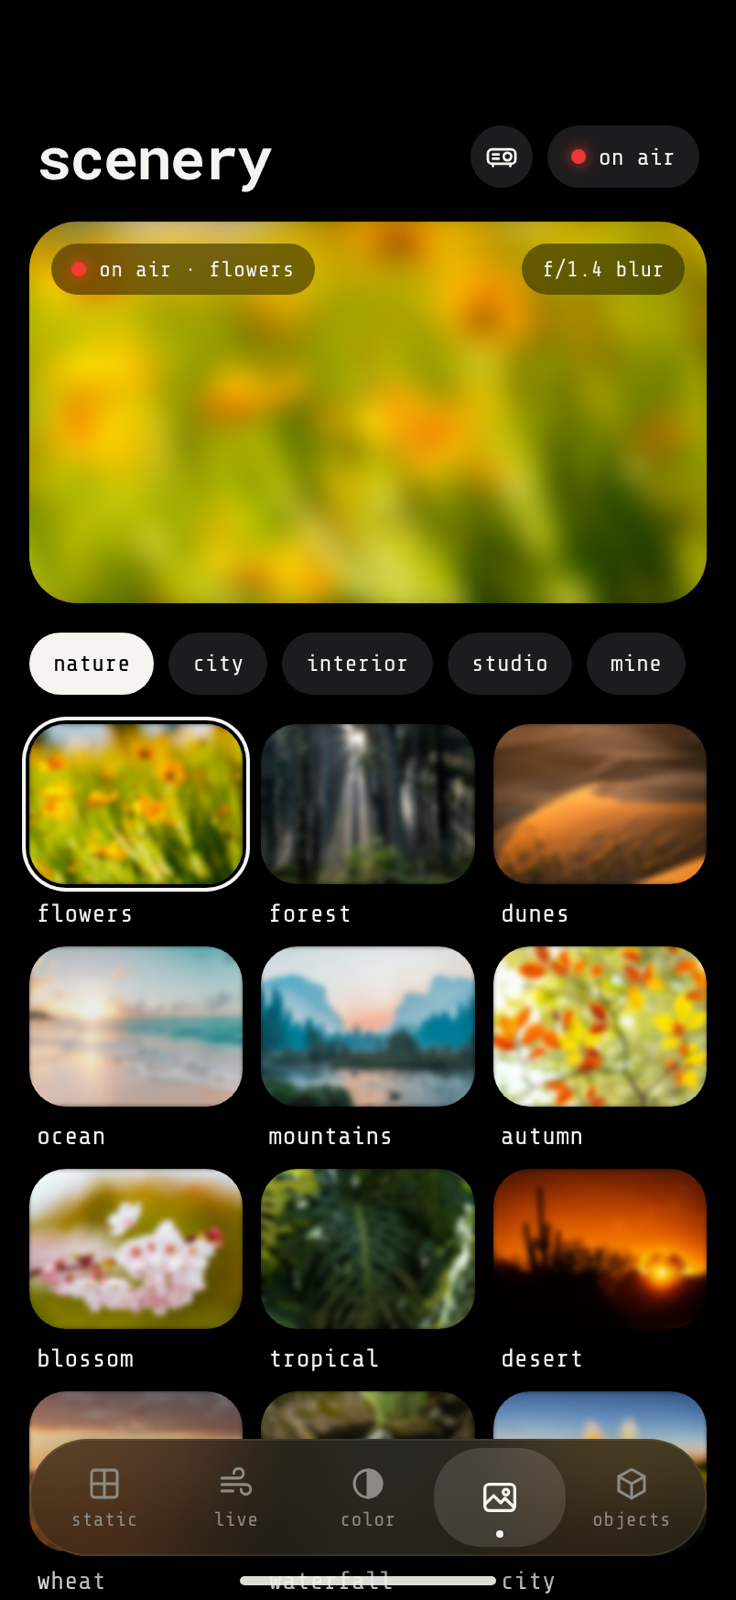 scenery
on air
on air · flowers
f/1.4 blur
nature
city
interior
studio
mine
flowers
forest
dunes
ocean
mountains
autumn
blossom
tropical
desert
static
live
color
objects
wheat
waterfall
city